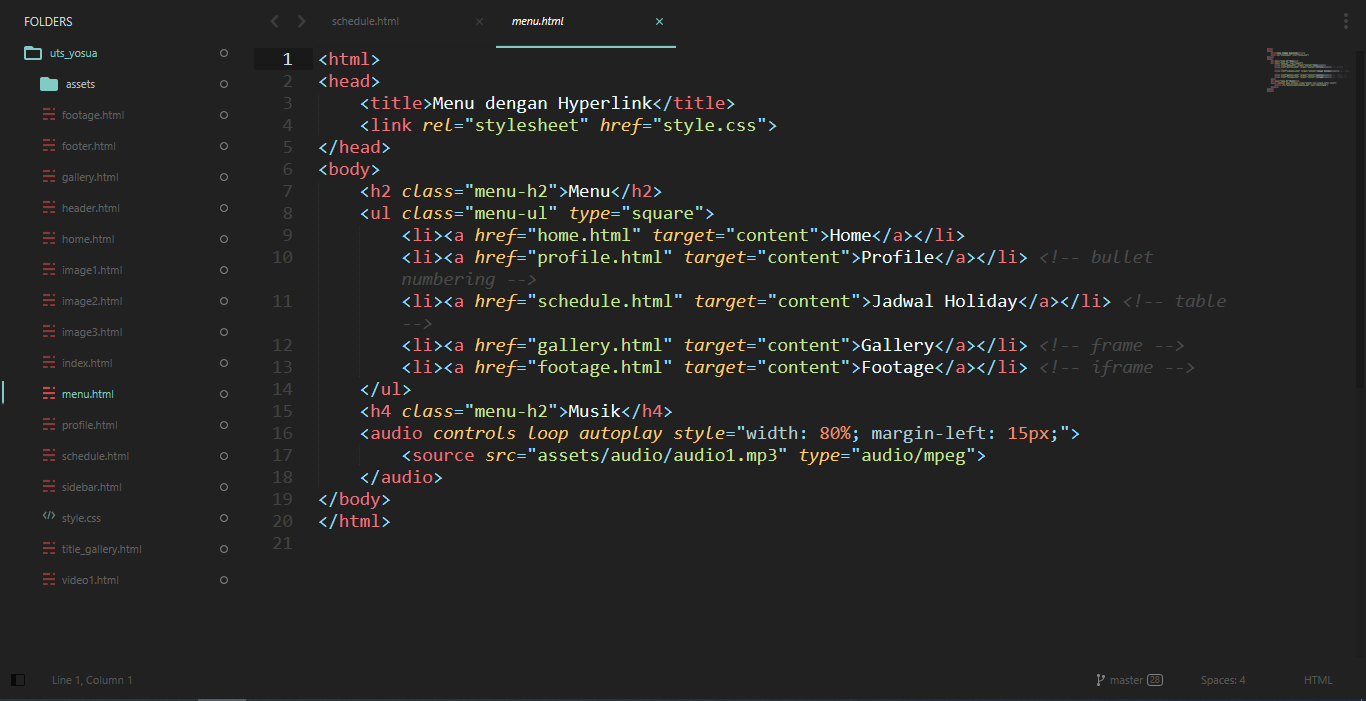 FOLDERS
uts_yosua
assets
footage.html
footer.html
gallery.html
header.html
home.html
image1.html
image2.html
image3.html
index.html
menu.html
profile.html
schedule.html
sidebar.html
style.css
title_gallery.html
video1.html
schedule.html × menu.html ×
1 <html>
2 <head>
3     <title>Menu dengan Hyperlink</title>
4     <link rel="stylesheet" href="style.css">
5 </head>
6 <body>
7     <h2 class="menu-h2">Menu</h2>
8     <ul class="menu-ul" type="square">
9         <li><a href="home.html" target="content">Home</a></li>
10         <li><a href="profile.html" target="content">Profile</a></li> <!-- bullet
numbering -->
11         <li><a href="schedule.html" target="content">Jadwal Holiday</a></li> <!-- table
-->
12         <li><a href="gallery.html" target="content">Gallery</a></li> <!-- frame -->
13         <li><a href="footage.html" target="content">Footage</a></li> <!-- iframe -->
14     </ul>
15     <h4 class="menu-h2">Musik</h4>
16     <audio controls loop autoplay style="width: 80%; margin-left: 15px;">
17         <source src="assets/audio/audio1.mp3" type="audio/mpeg">
18     </audio>
19 </body>
20 </html>
21
Line 1, Column 1 master 28 Spaces: 4 HTML